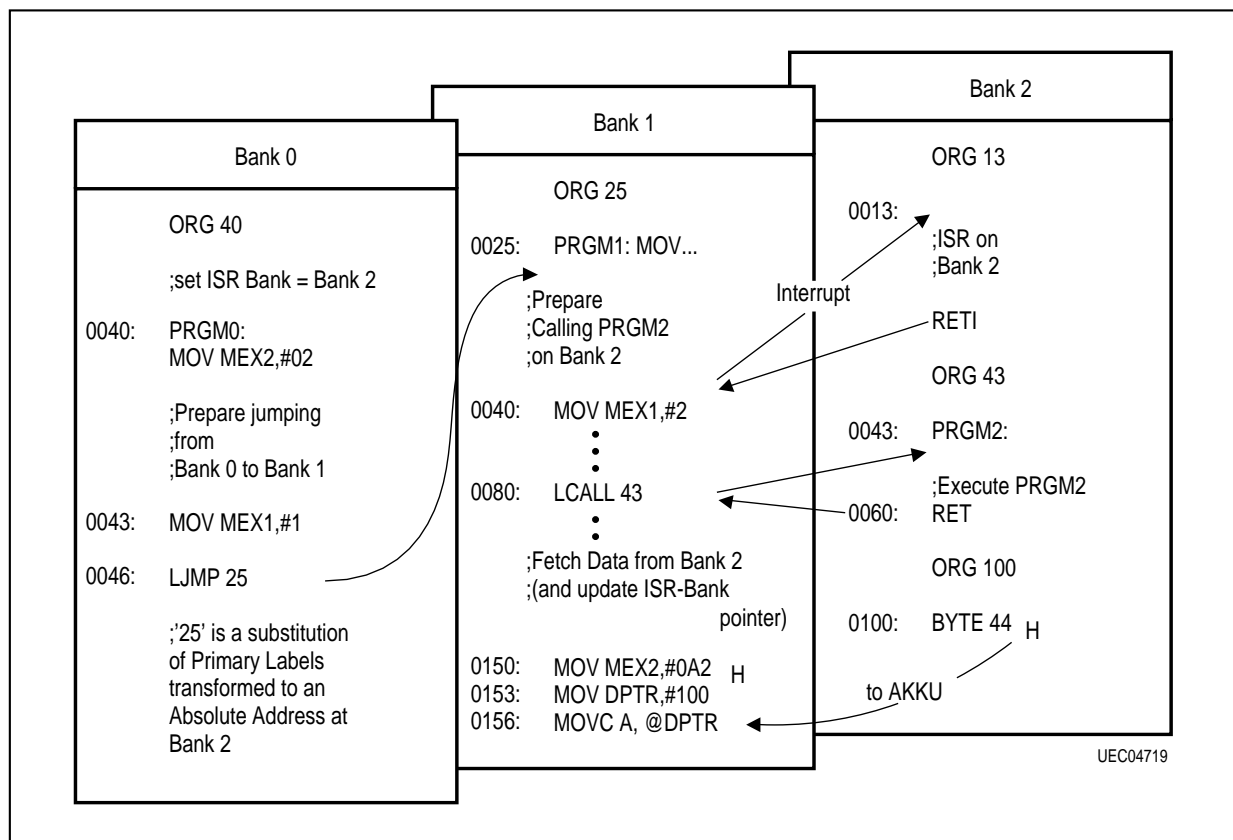 Bank 0
ORG 40
;set ISR Bank = Bank 2
0040: PRGM0:
MOV MEX2,#02
;Prepare jumping
;from
;Bank 0 to Bank 1
0043: MOV MEX1,#1
0046: LJMP 25
;'25' is a substitution
of Primary Labels
transformed to an
Absolute Address at
Bank 2
Bank 1
ORG 25
0025: PRGM1: MOV...
;Prepare
;Calling PRGM2
;on Bank 2
0040: MOV MEX1,#2
0080: LCALL 43
;Fetch Data from Bank 2
;(and update ISR-Bank
pointer)
0150: MOV MEX2,#0A2 H
0153: MOV DPTR,#100
0156: MOVC A, @DPTR
Interrupt
Bank 2
ORG 13
0013:
;ISR on
;Bank 2
RETI
ORG 43
0043: PRGM2:
;Execute PRGM2
0060: RET
ORG 100
0100: BYTE 44 H
to AKKU
UEC04719